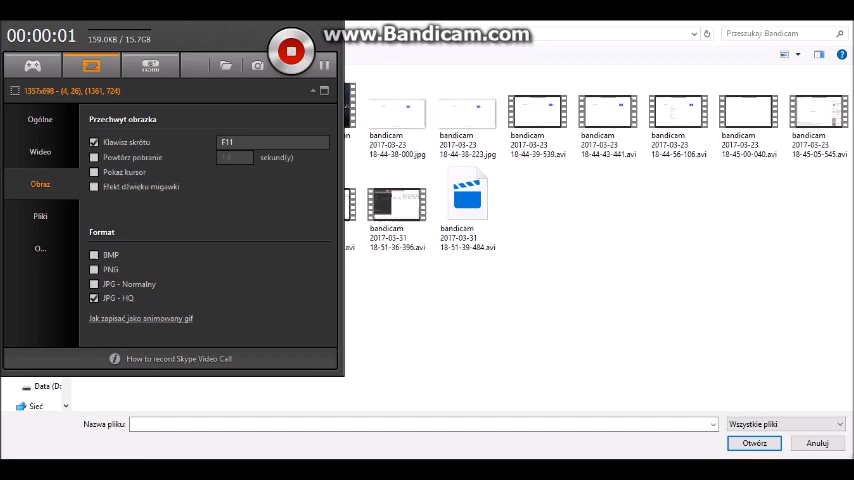 00:00:01
159.0KB / 15.7GB
www.Bandicam.com
Przeszukaj Bandicam
1357x698 - (4, 26), (1361, 724)
Ogólne
Wideo
Obraz
Pliki
O...
Przechwyt obrazka
Klawisz skrótu
F11
Powtórz pobranie
1.0
sekund(y)
Pokaż kursor
Efekt dźwięku migawki
Format
BMP
PNG
JPG - Normalny
JPG - HQ
Jak zapisać jako animowany gif
How to record Skype Video Call
bandicam
2017-03-23
18-44-38-000.jpg
bandicam
2017-03-23
18-44-38-223.jpg
bandicam
2017-03-23
18-44-39-539.avi
bandicam
2017-03-23
18-44-43-441.avi
bandicam
2017-03-23
18-44-56-106.avi
bandicam
2017-03-23
18-45-00-040.avi
bandicam
2017-03-23
18-45-05-545.avi
bandicam
2017-03-31
18-51-36-396.avi
bandicam
2017-03-31
18-51-39-484.avi
Data (D:
Sieć
Nazwa pliku:
Wszystkie pliki
Otwórz
Anuluj